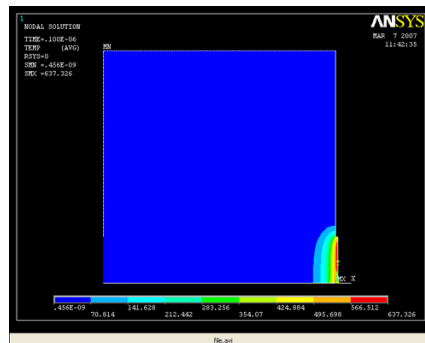 1
NODAL SOLUTION
TIME=.100E-06
TEMP (AVG)
RSYS=0
SMN =.456E-09
SMX =637.326
ANSYS
MAR 7 2007
11:42:35
MN
MX X
.456E-09 141.628 283.256 424.884 566.512
70.814 212.442 354.07 495.698 637.326
file.avi